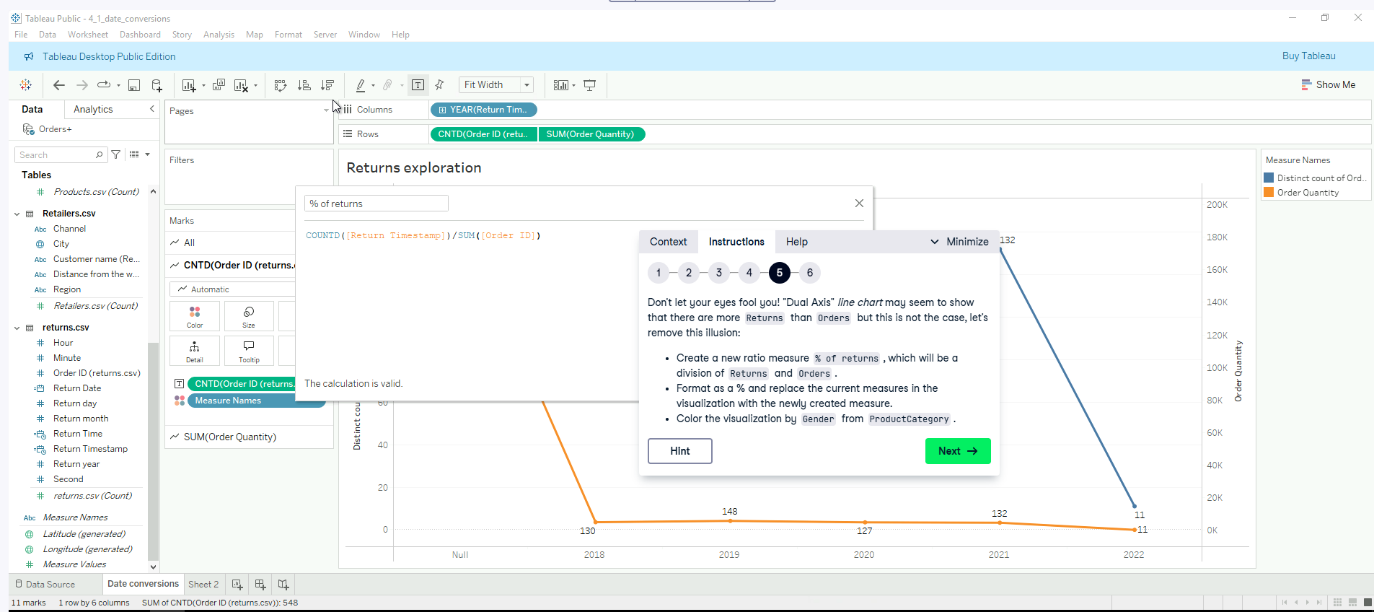 Tableau Public - 4_1_date_conversions
File Data Worksheet Dashboard Story Analysis Map Format Server Window Help
Tableau Desktop Public Edition Buy Tableau
Fit Width Show Me
Data Analytics
Orders+
Search
Tables
Products.csv (Count)
Retailers.csv
Abc Channel
City
Abc Customer name (Re...
Abc Distance from the w...
Abc Region
Retailers.csv (Count)
returns.csv
Hour
Minute
Order ID (returns.csv)
Return Date
Return day
Return month
Return Time
Return Timestamp
Return year
Second
returns.csv (Count)
Abc Measure Names
Latitude (generated)
Longitude (generated)
Measure Values
Pages
Filters
Marks
All
CNTD(Order ID (returns.
Automatic
Color Size
Detail Tooltip
CNTD(Order ID (returns.
Measure Names
SUM(Order Quantity)
Columns YEAR(Return Tim..
Rows CNTD(Order ID (retu.. SUM(Order Quantity)
Returns exploration
% of returns
COUNTD([Return Timestamp])/SUM([Order ID])
The calculation is valid.
Context Instructions Help Minimize
1 2 3 4 5 6
Don't let your eyes fool you! "Dual Axis" line chart may seem to show
that there are more Returns than Orders but this is not the case, let's
remove this illusion:
• Create a new ratio measure % of returns , which will be a
division of Returns and Orders .
• Format as a % and replace the current measures in the
visualization with the newly created measure.
• Color the visualization by Gender from ProductCategory .
Hint Next →
132
200K
180K
160K
140K
120K
100K
80K
60K
40K
20K
0K
Order Quantity
Distinct cou
60
40
20
0
130
148
127
132
11
11
Null 2018 2019 2020 2021 2022
Measure Names
Distinct count of Ord..
Order Quantity
Data Source Date conversions Sheet 2
11 marks 1 row by 6 columns SUM of CNTD(Order ID (returns.csv)): 548